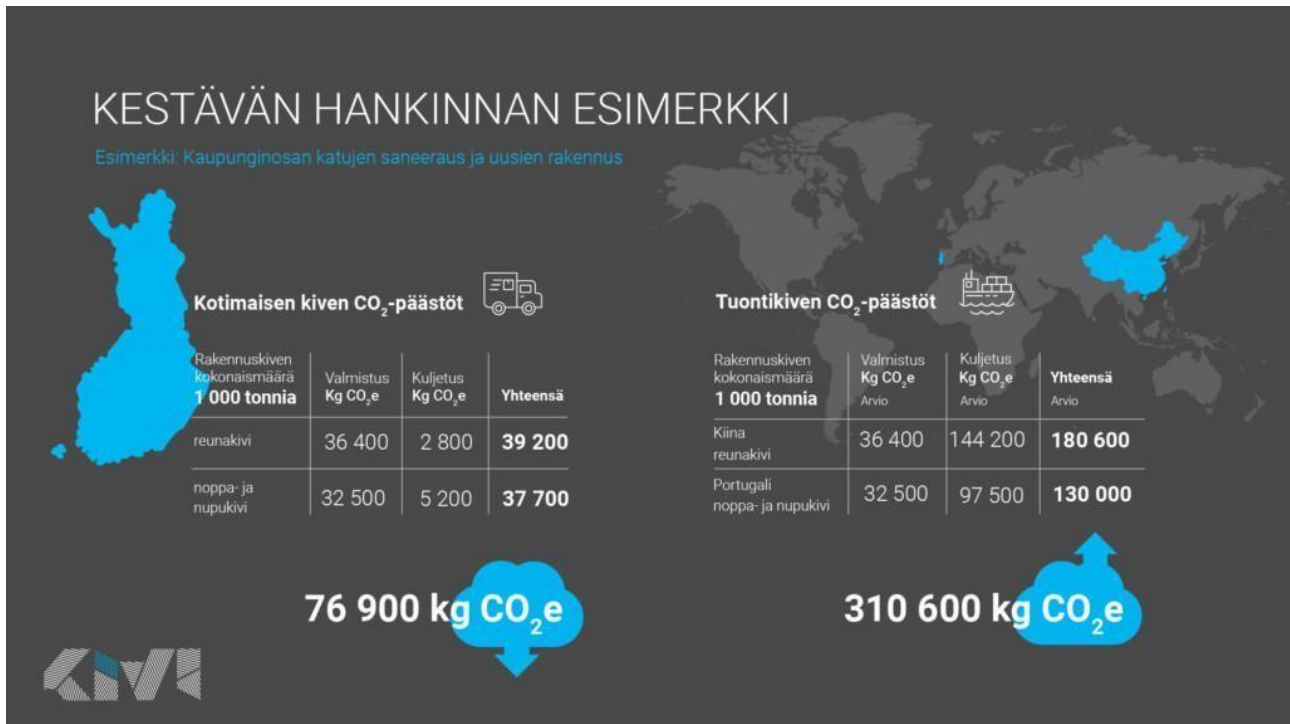 KESTÄVÄN HANKINNAN ESIMERKKI
Esimerkki: Kaupunginosan katujen saneeraus ja uusien rakennus
Kotimaisen kiven CO₂-päästöt
Rakennuskiven
kokonaismäärä
1 000 tonnia
Valmistus
Kg CO₂e
Kuljetus
Kg CO₂e
Yhteensä
reunakivi
36 400
2 800
39 200
noppa- ja
nupukivi
32 500
5 200
37 700
76 900 kg CO₂e
Tuontikiven CO₂-päästöt
Rakennuskiven
kokonaismäärä
1 000 tonnia
Valmistus
Kg CO₂e
Arvio
Kuljetus
Kg CO₂e
Arvio
Yhteensä
Arvio
Kiina
reunakivi
36 400
144 200
180 600
Portugali
noppa- ja nupukivi
32 500
97 500
130 000
310 600 kg CO₂e
KIVI